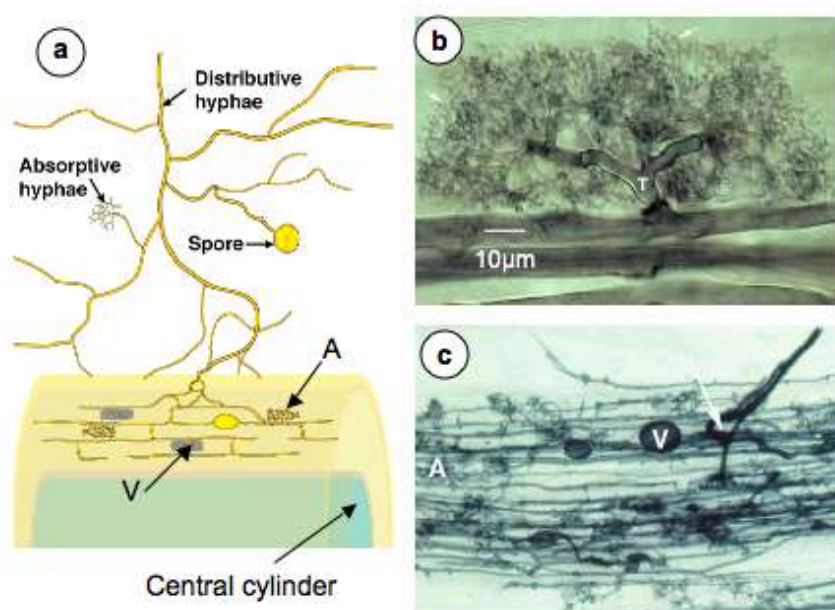 a
Distributive
hyphae
Absorptive
hyphae
Spore
A
V
Central cylinder
b
T
10µm
c
V
A